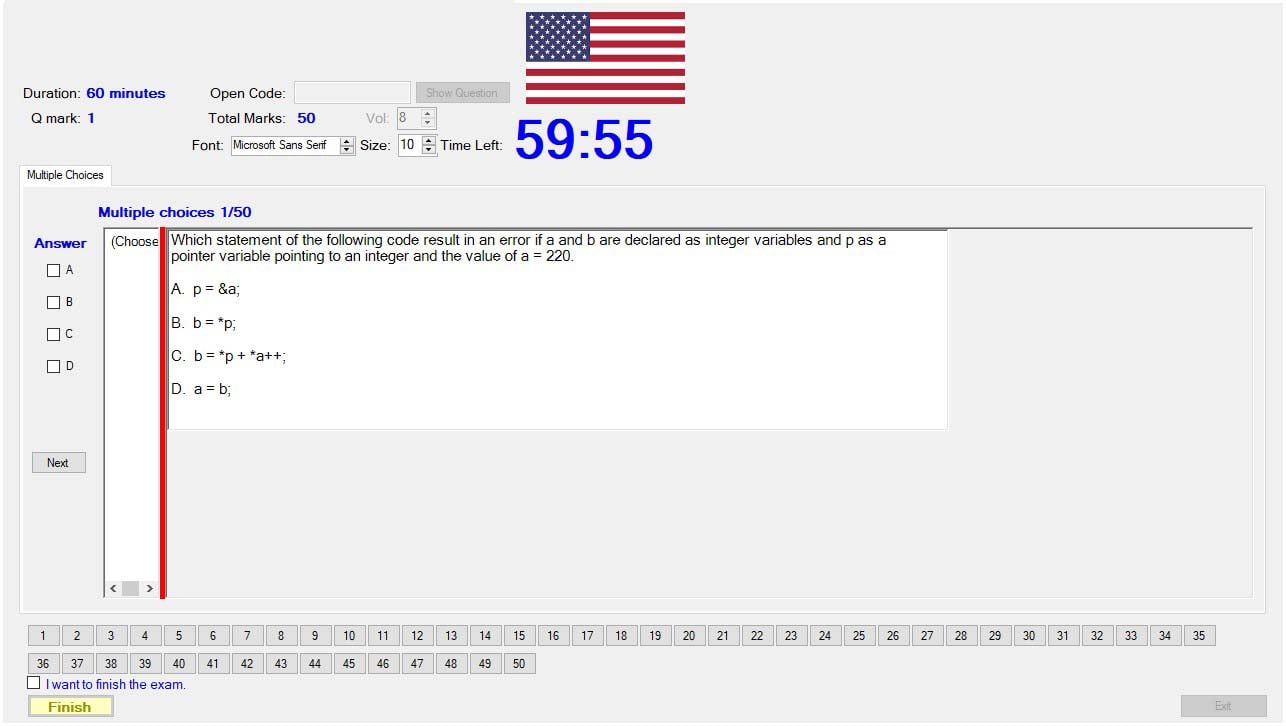 Duration: 60 minutes Open Code: Show Question
Q mark: 1 Total Marks: 50 Vol: 8
Font: Microsoft Sans Serif Size: 10 Time Left: 59:55
Multiple Choices
Multiple choices 1/50
Answer
A
B
C
D
Next
(Choose
Which statement of the following code result in an error if a and b are declared as integer variables and p as a
pointer variable pointing to an integer and the value of a = 220.
A. p = &a;
B. b = *p;
C. b = *p + *a++;
D. a = b;
1 2 3 4 5 6 7 8 9 10 11 12 13 14 15 16 17 18 19 20 21 22 23 24 25 26 27 28 29 30 31 32 33 34 35
36 37 38 39 40 41 42 43 44 45 46 47 48 49 50
I want to finish the exam.
Finish Exit